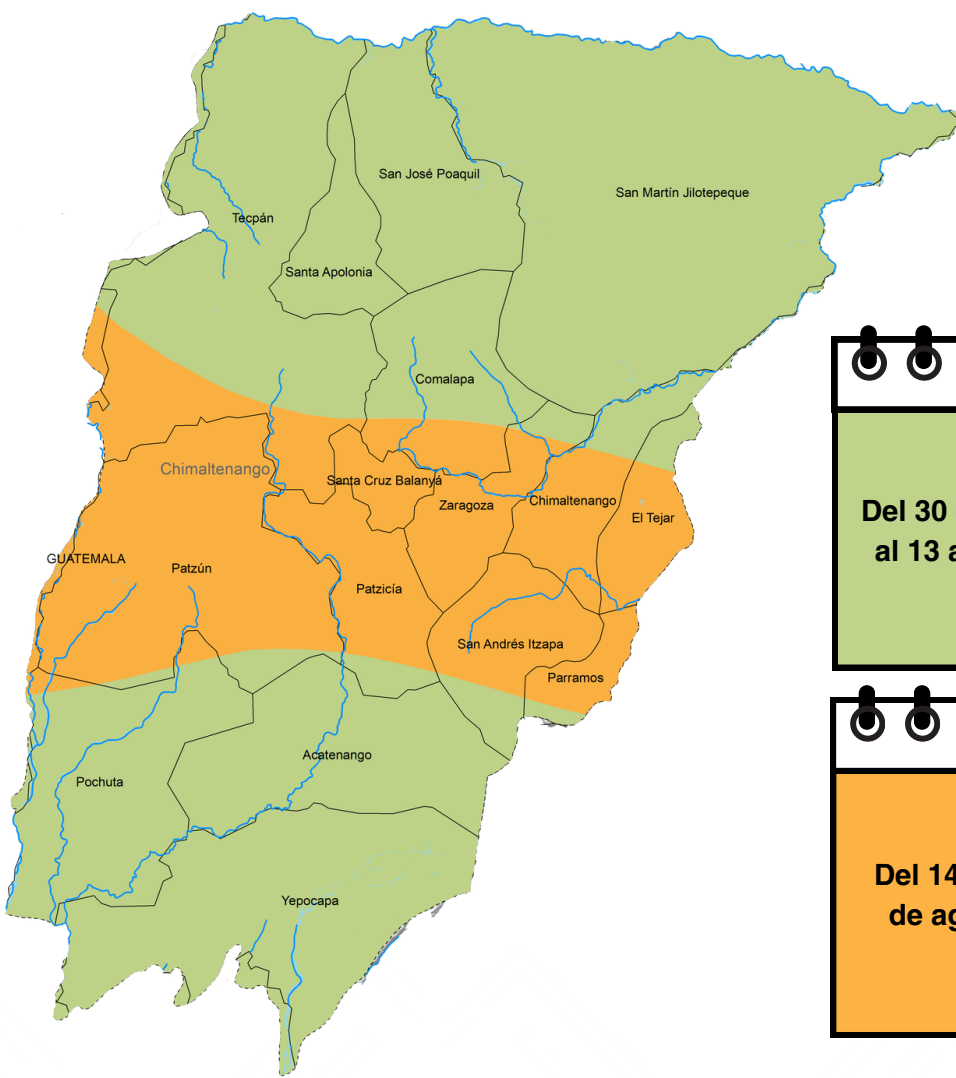 San José Poaquil
San Martín Jilotepeque
Tecpán
Santa Apolonia
Comalapa
Chimaltenango
Santa Cruz Balanyá
Zaragoza
Chimaltenango
El Tejar
GUATEMALA
Patzún
Patzicía
San Andrés Itzapa
Parramos
Acatenango
Pochuta
Yepocapa
Del 30
al 13
Del 14
de